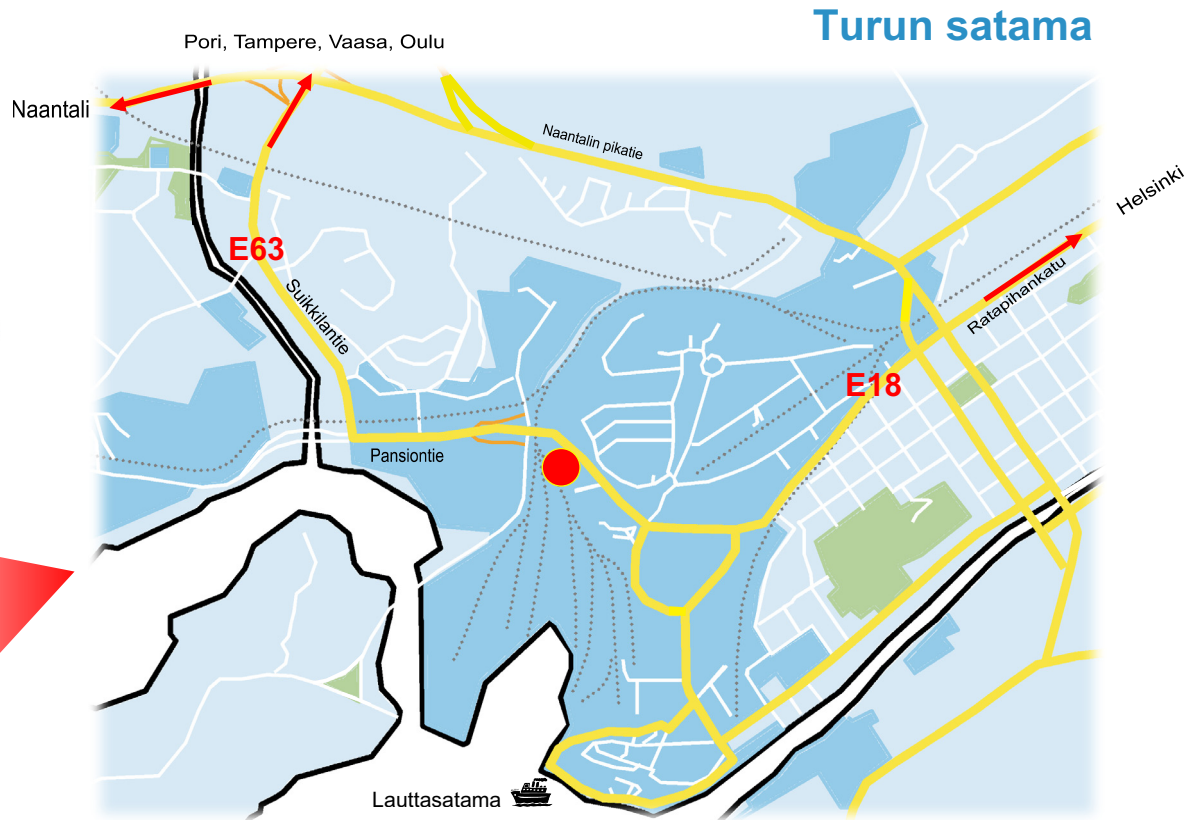 Turun satama
Pori, Tampere, Vaasa, Oulu
Naantali
Naantalin pikatie
Helsinki
E63
Ratapihankatu
Suikkilantie
E18
Pansiontie
Lauttasatama